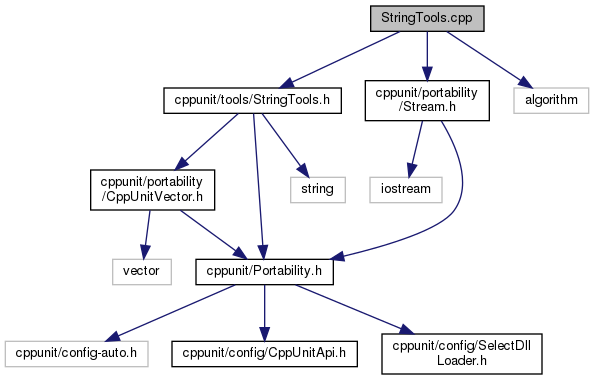 StringTools.cpp
cppunit/tools/StringTools.h
cppunit/portability
/Stream.h
algorithm
cppunit/portability
/CppUnitVector.h
string
iostream
vector
cppunit/Portability.h
cppunit/config-auto.h
cppunit/config/CppUnitApi.h
cppunit/config/SelectDll
Loader.h